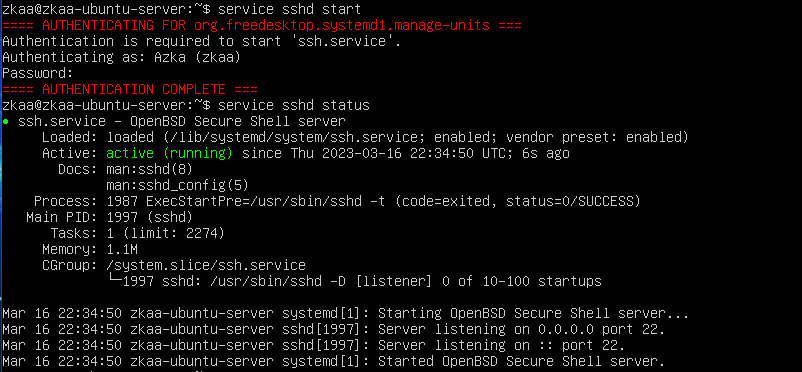 zkaa@zkaa-ubuntu-server:~$ service sshd start
==== AUTHENTICATING FOR org.freedesktop.systemd1.manage-units ===
Authentication is required to start 'ssh.service'.
Authenticating as: Azka (zkaa)
Password:
==== AUTHENTICATION COMPLETE ===
zkaa@zkaa-ubuntu-server:~$ service sshd status
● ssh.service - OpenBSD Secure Shell server
     Loaded: loaded (/lib/systemd/system/ssh.service; enabled; vendor preset: enabled)
     Active: active (running) since Thu 2023-03-16 22:34:50 UTC; 6s ago
       Docs: man:sshd(8)
             man:sshd_config(5)
    Process: 1987 ExecStartPre=/usr/sbin/sshd -t (code=exited, status=0/SUCCESS)
   Main PID: 1997 (sshd)
      Tasks: 1 (limit: 2274)
     Memory: 1.1M
     CGroup: /system.slice/ssh.service
             └─1997 sshd: /usr/sbin/sshd -D [listener] 0 of 10-100 startups
Mar 16 22:34:50 zkaa-ubuntu-server systemd[1]: Starting OpenBSD Secure Shell server...
Mar 16 22:34:50 zkaa-ubuntu-server sshd[1997]: Server listening on 0.0.0.0 port 22.
Mar 16 22:34:50 zkaa-ubuntu-server sshd[1997]: Server listening on :: port 22.
Mar 16 22:34:50 zkaa-ubuntu-server systemd[1]: Started OpenBSD Secure Shell server.